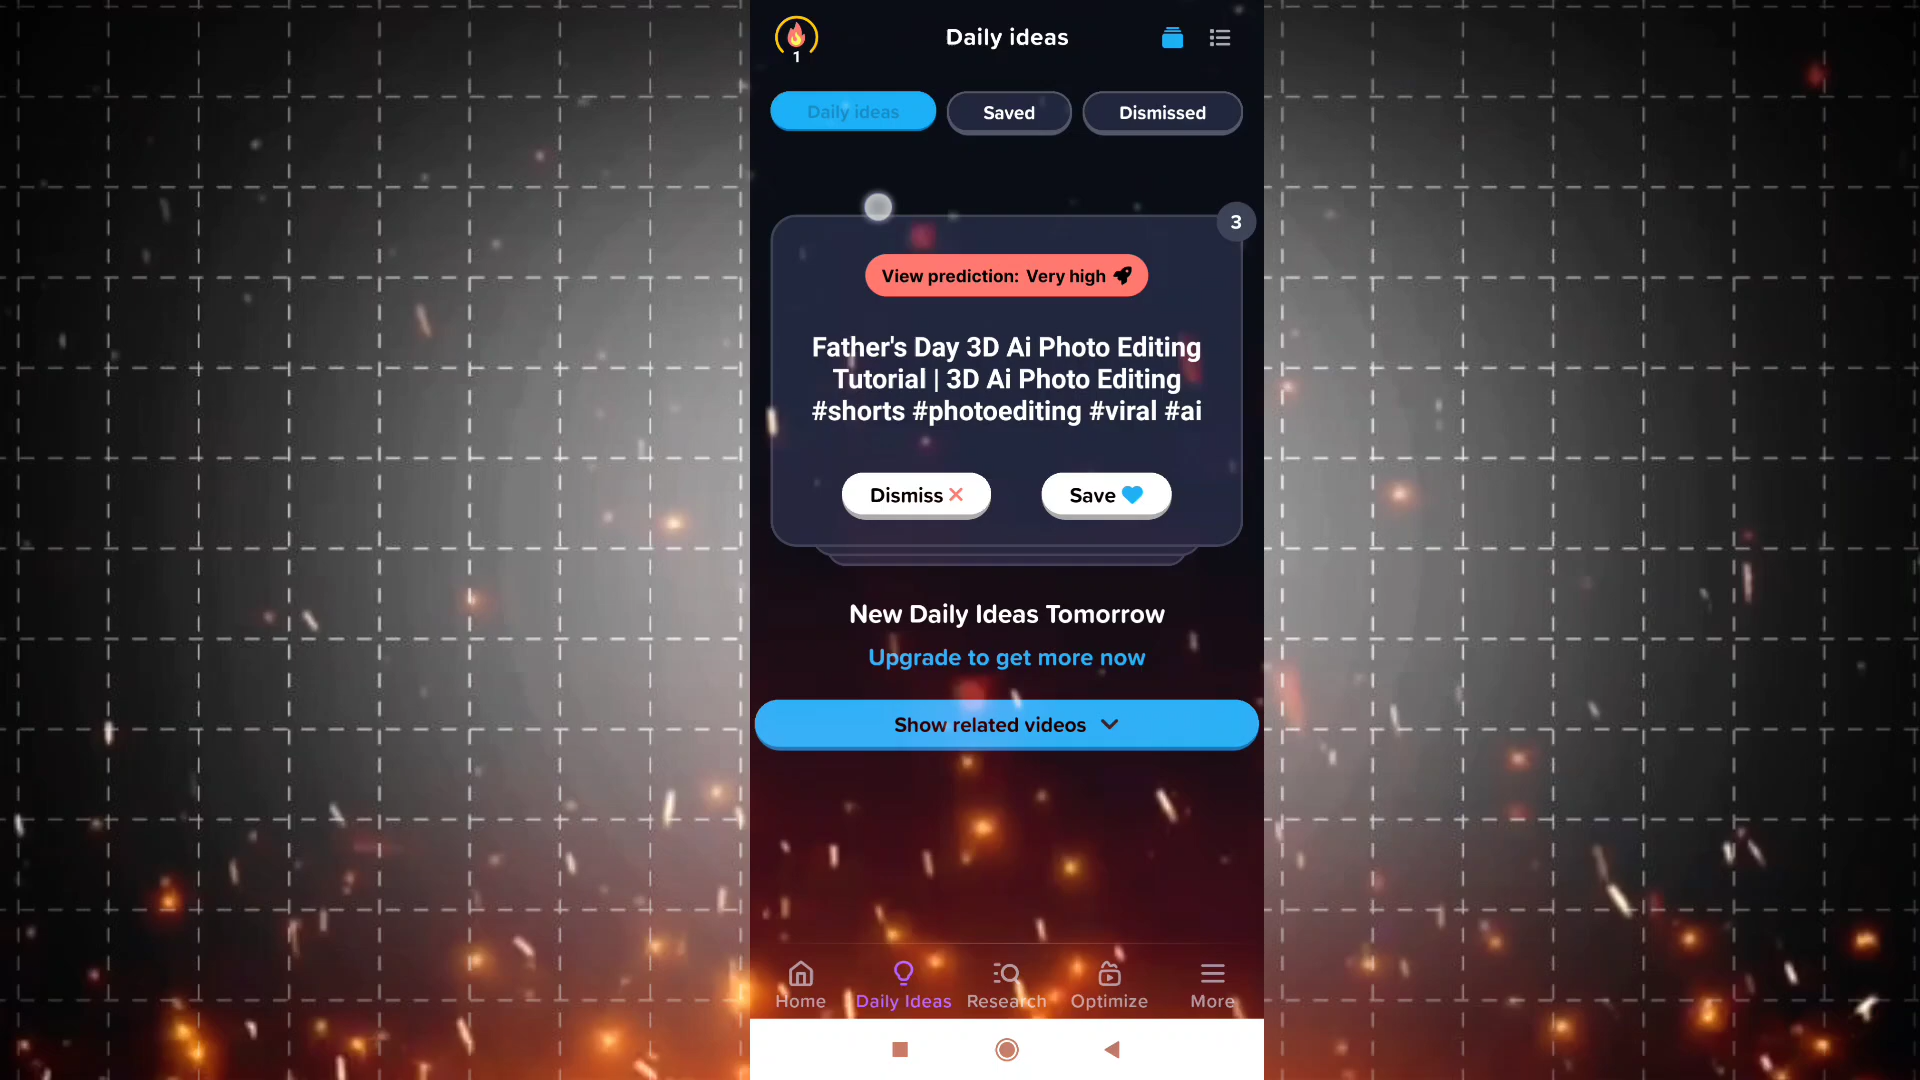 1
Daily ideas
Daily ideas
Saved
Dismissed
3
View prediction: Very high
Father's Day 3D Ai Photo Editing
Tutorial | 3D Ai Photo Editing
#shorts #photoediting #viral #ai
Dismiss
Save
New Daily Ideas Tomorrow
Upgrade to get more now
Show related videos
Home
Daily Ideas
Research
Optimize
More